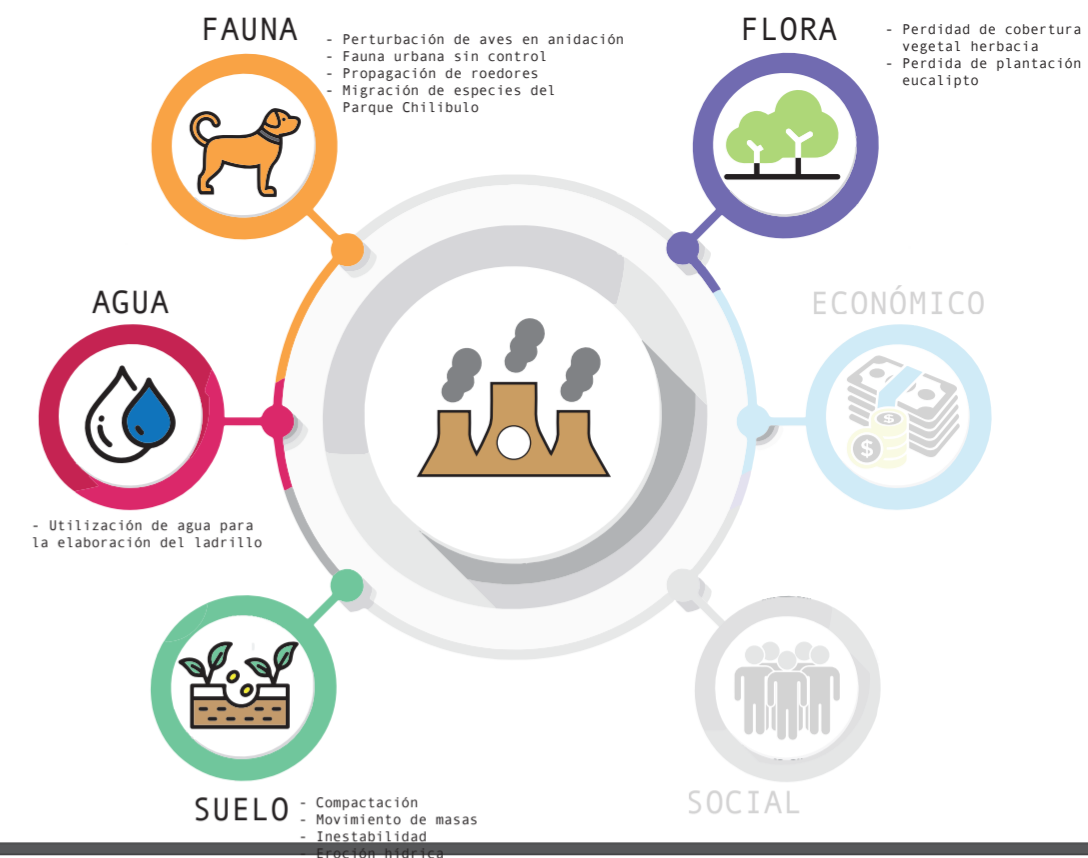 FAUNA
- Perturbación de aves en anidación
- Fauna urbana sin control
- Propagación de roedores
- Migración de especies del
Parque Chilibulo
FLORA
- Perdidad de cobertura
vegetal herbacia
- Perdida de plantación
eucalipto
AGUA
- Utilización de agua para
la elaboración del ladrillo
ECONÓMICO
$
$
SUELO
- Compactación
- Movimiento de masas
- Inestabilidad
- Eroción hídrica
SOCIAL